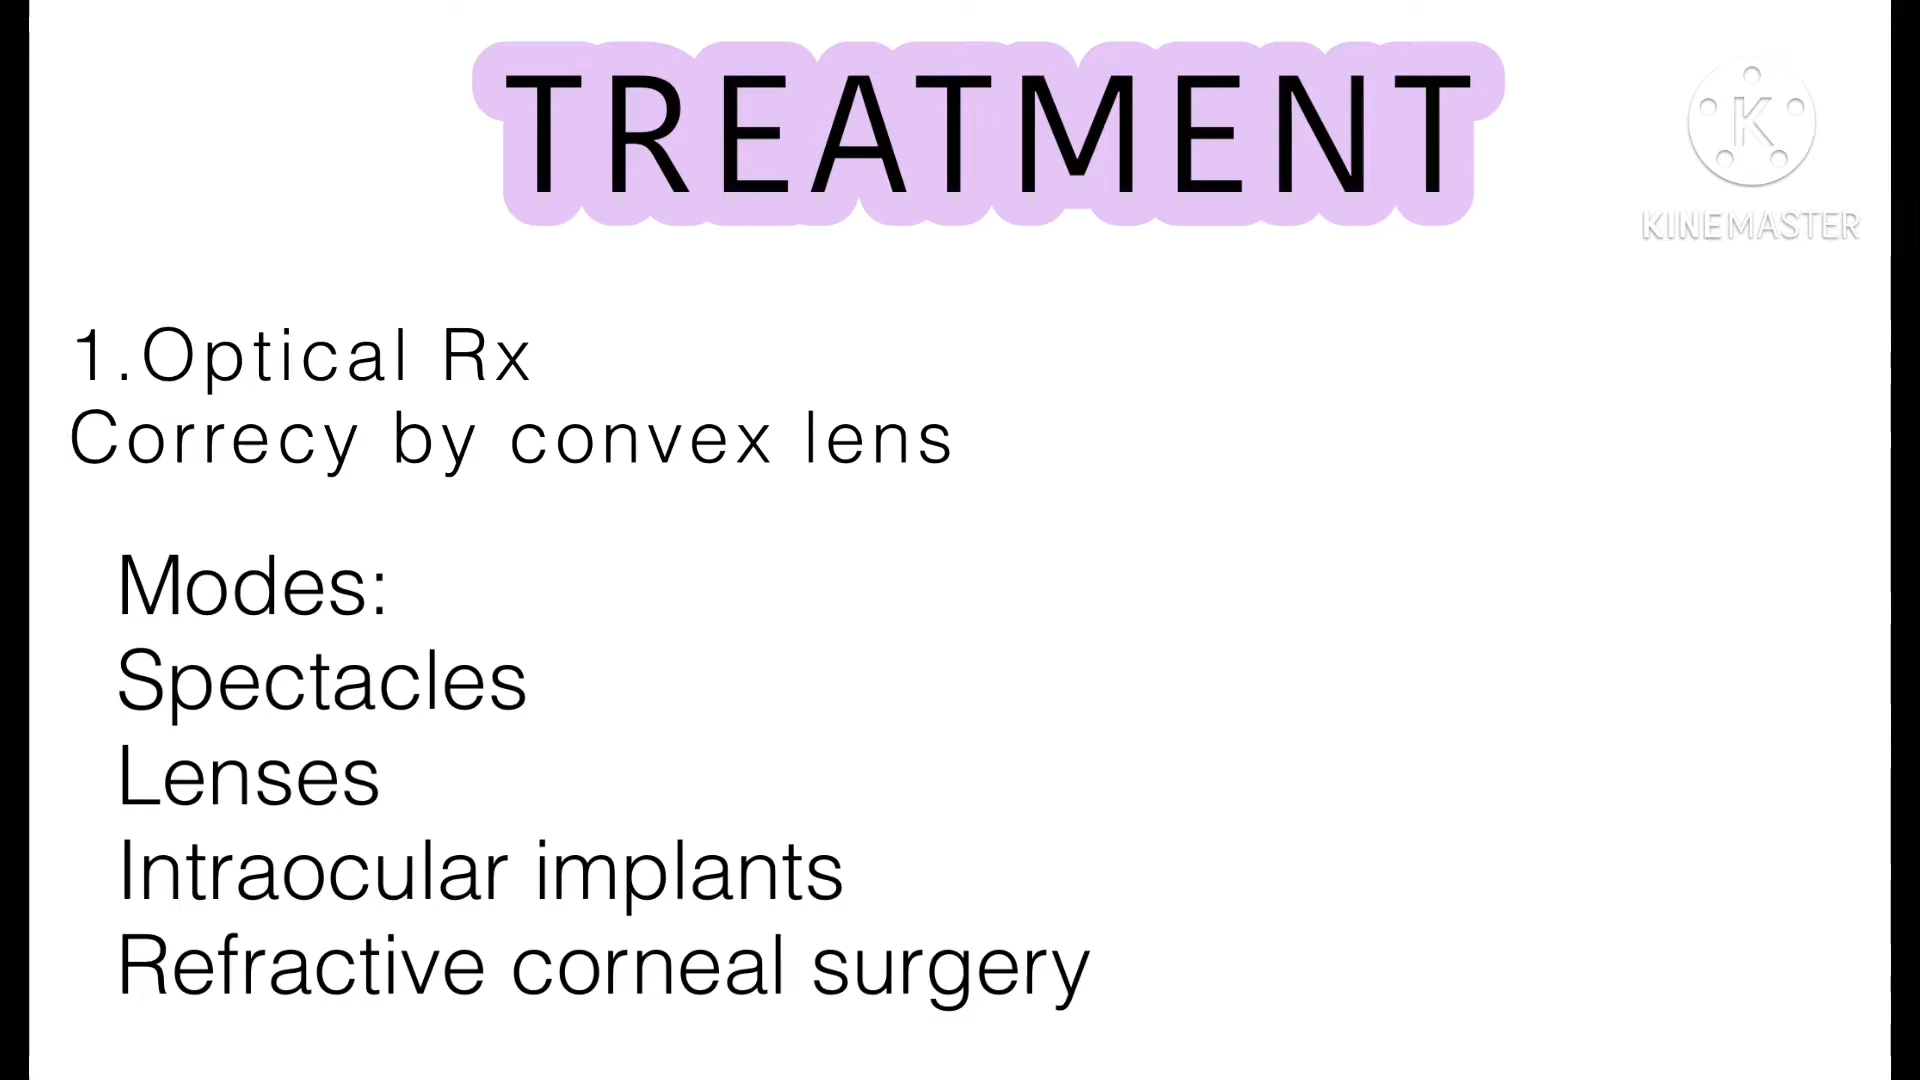 TREATMENT
K
KINEMASTER
1.Optical Rx
Correcy by convex lens
Modes:
Spectacles
Lenses
Intraocular implants
Refractive corneal surgery